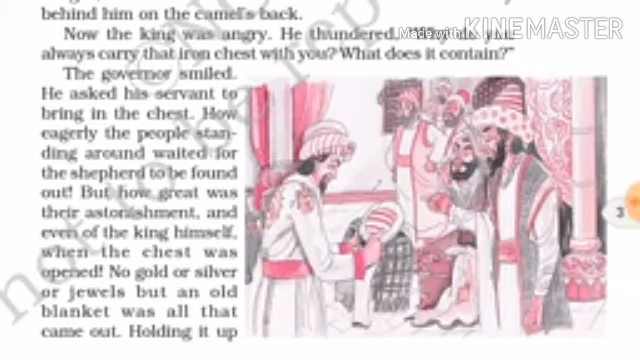 behind him on the camel's back.
Now the king was angry. He thundered,
always carry that iron chest with you? What does it contain?"
Made with KINEMASTER
The governor smiled.
He asked his servant to
bring in the chest. How
eagerly the people stan-
ding around waited for
the shepherd to be found
out! But how great was
their astonishment, and
even of the king himself,
when the chest was
opened! No gold or silver
or jewels but an old
blanket was all that
came out. Holding it up
3